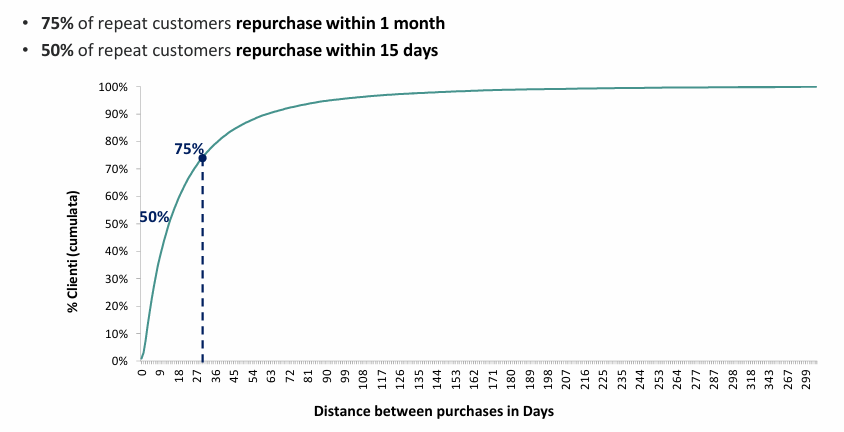 • 75% of repeat customers repurchase within 1 month
• 50% of repeat customers repurchase within 15 days
100%
90%
80%
75%
70%
60%
50%
50%
40%
30%
20%
10%
0%
% Clienti (cumulata)
0 9 18 27 36 45 54 63 72 81 90 99 108 117 126 135 144 153 162 171 180 189 198 207 216 225 235 244 253 264 277 287 298 318 343 267 299
Distance between purchases in Days